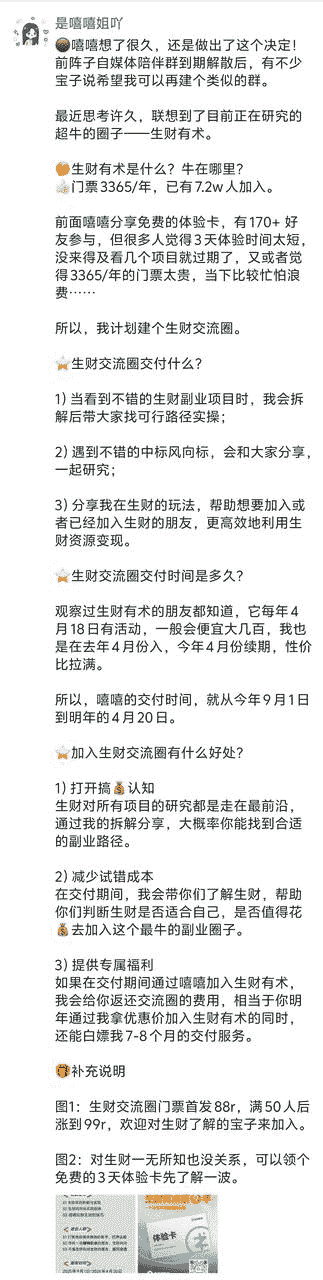 是嘻嘻姐吖
嘻嘻想了很久，还是做出了这个决定！
前阵子自媒体陪伴群到期解散后，有不少
宝子说希望我可以再建个类似的群。
最近思考许久，联想到了目前正在研究的
超牛的圈子——生财有术。
生财有术是什么？牛在哪里？
门票3365/年，已有7.2w人加入。
前面嘻嘻分享免费的体验卡，有170+ 好
友参与，但很多人觉得3天体验时间太短，
没来得及看几个项目就过期了，又或者觉
得3365/年的门票太贵，当下比较忙怕浪
费……
所以，我计划建个生财交流圈。
生财交流圈交付什么？
1) 当看到不错的生财副业项目时，我会拆
解后带大家找可行路径实操；
2) 遇到不错的中标风向标，会和大家分享，
一起研究；
3) 分享我在生财的玩法，帮助想要加入或
者已经加入生财的朋友，更高效地利用生
财资源变现。
生财交流圈交付时间是多久？
观察过生财有术的朋友都知道，它每年4
月18日有活动，一般会便宜大几百，我也
是在去年4月份入，今年4月份续期，性价
比拉满。
所以，嘻嘻的交付时间，就从今年9月1日
到明年的4月20日。
加入生财交流圈有什么好处？
1) 打开搞💰认知
生财对所有项目的研究都是走在最前沿，
通过我的拆解分享，大概率你能找到合适
的副业路径。
2) 减少试错成本
在交付期间，我会带你们了解生财，帮助
你们判断生财是否适合自己，是否值得花
💰去加入这个最牛的副业圈子。
3) 提供专属福利
如果在交付期间通过嘻嘻加入生财有术，
我会给你返还交流圈的费用，相当于你明
年通过我拿优惠价加入生财有术的同时，
还能白嫖我7-8个月的交付服务。
补充说明
图1：生财交流圈门票首发88r，满50人后
涨到99r，欢迎对生财了解的宝子来加入。
图2：对生财一无所知也没关系，可以领个
免费的3天体验卡先了解一波。
体验卡